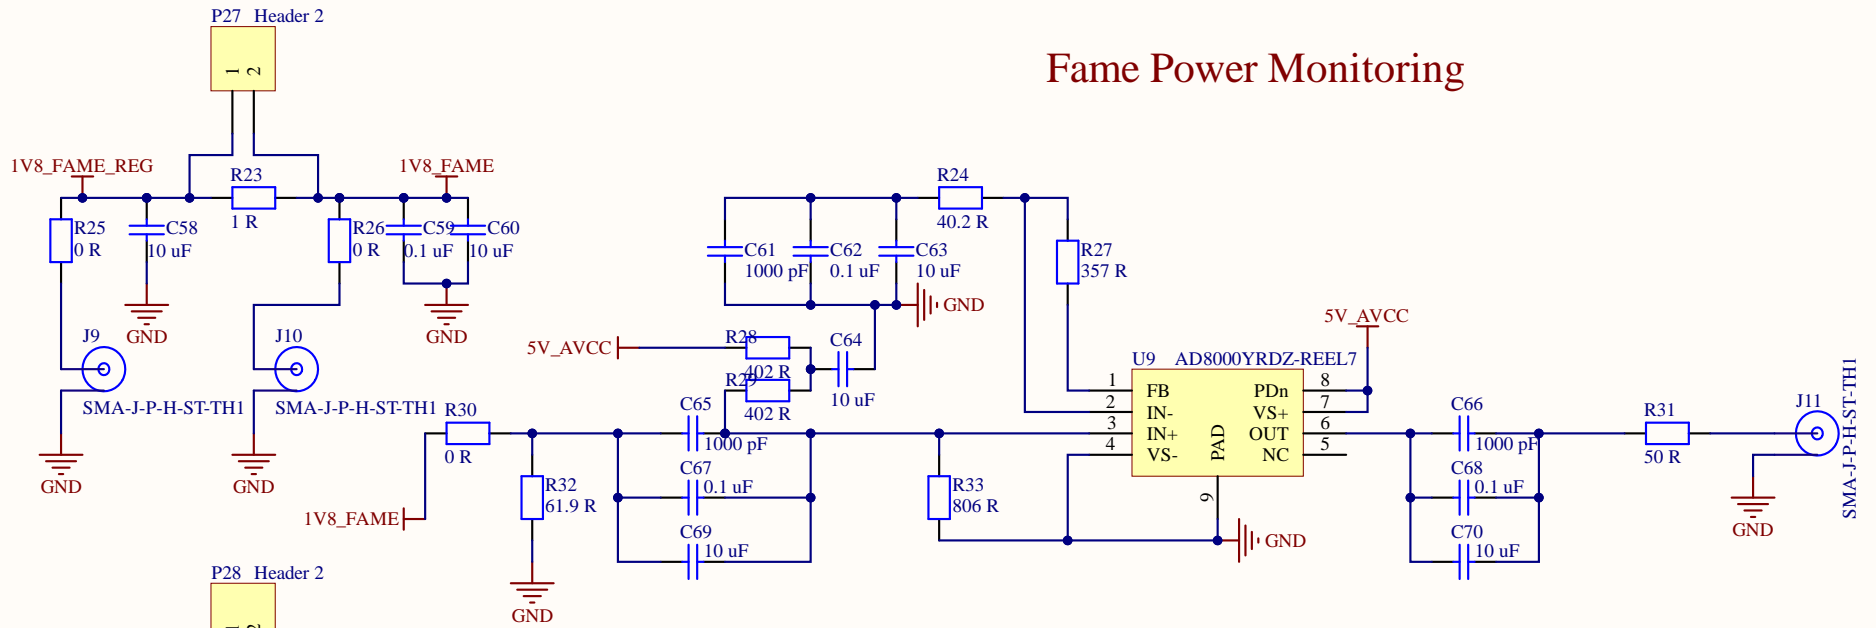 P27 Header 2
1 2
Fame Power Monitoring
1V8_FAME_REG
1V8_FAME
R23
1 R
R25
0 R
C58
10 uF
R26
0 R
C59
0.1 uF
C60
10 uF
GND
GND
J9
SMA-J-P-H-ST-TH1
J10
SMA-J-P-H-ST-TH1
GND
GND
R24
40.2 R
C61
1000 pF
C62
0.1 uF
C63
10 uF
GND
R27
357 R
5V_AVCC
R28
402 R
R29
402 R
C64
10 uF
R30
0 R
1V8_FAME
R32
61.9 R
GND
C65
1000 pF
C67
0.1 uF
C69
10 uF
R33
806 R
U9 AD8000YRDZ-REEL7
1 FB PDn 8
2 IN- VS+ 7
3 IN+ OUT 6
4 VS- NC 5
PAD
9
GND
5V_AVCC
C66
1000 pF
C68
0.1 uF
C70
10 uF
R31
50 R
J11
SMA-J-P-H-ST-TH1
GND
P28 Header 2